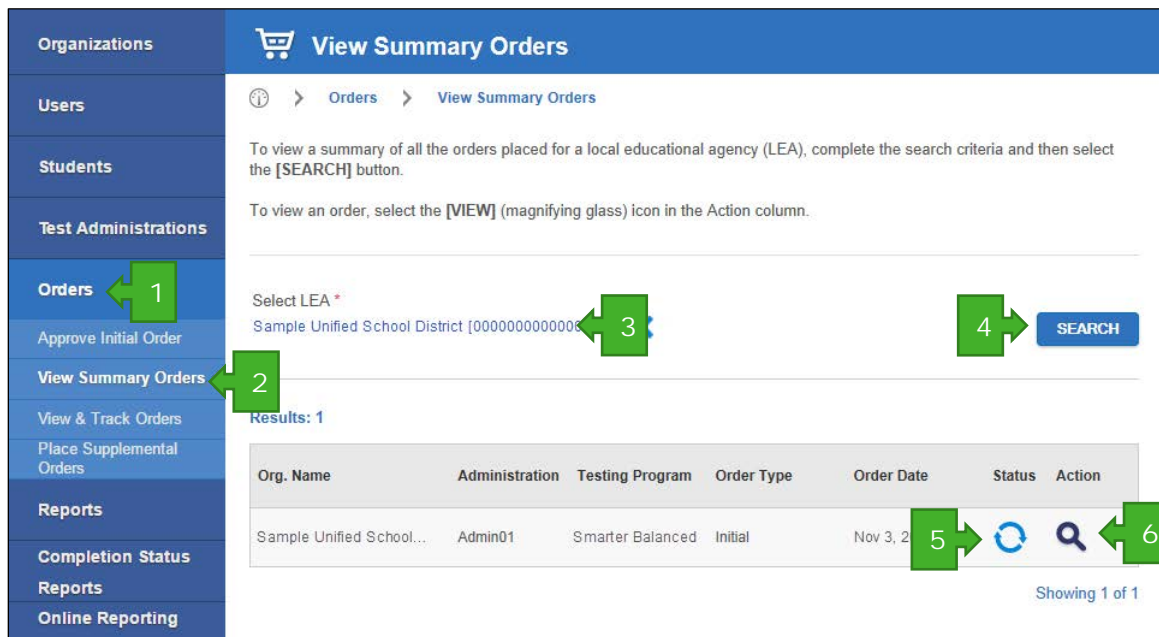 Organizations
Users
Students
Test Administrations
Orders
1
Approve Initial Order
View Summary Orders
2
View & Track Orders
Place Supplemental
Orders
Reports
Completion Status
Reports
Online Reporting
View Summary Orders
> Orders > View Summary Orders
To view a summary of all the orders placed for a local educational agency (LEA), complete the search criteria and then select
the [SEARCH] button.
To view an order, select the [VIEW] (magnifying glass) icon in the Action column.
Select LEA *
Sample Unified School District
3
4
SEARCH
Results: 1
Org. Name Administration Testing Program Order Type Order Date Status Action
Sample Unified School... Admin01 Smarter Balanced Initial Nov 3,
5
6
Showing 1 of 1